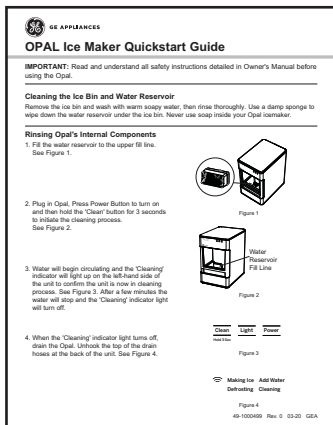 GE APPLIANCES
OPAL Ice Maker Quickstart Guide
IMPORTANT: Read and understand all safety instructions detailed in Owner's Manual before
using the Opal.
Cleaning the Ice Bin and Water Reservoir
Remove the ice bin and wash with warm soapy water, then rinse thoroughly. Use a damp sponge to
wipe down the water reservoir under the ice bin. Never use soap inside your Opal icemaker.
Rinsing Opal's Internal Components
1. Fill the water reservoir to the upper fill line.
See Figure 1.
Figure 1
2. Plug in Opal, Press Power Button to turn on
and then hold the 'Clean' button for 3 seconds
to initiate the cleaning process.
See Figure 2.
Water
Reservoir
Fill Line
Figure 2
3. Water will begin circulating and the 'Cleaning'
indicator will light up on the left-hand side of
the unit to confirm the unit is now in cleaning
process. See Figure 3. After a few minutes the
water will stop and the 'Cleaning' indicator light
will turn off.
Clean Light Power
Hold 3 Sec
Figure 3
4. When the 'Cleaning' indicator light turns off,
drain the Opal. Unhook the top of the drain
hoses at the back of the unit. See Figure 4.
Making Ice Add Water
Defrosting Cleaning
Figure 4
49-1000499 Rev. 0 03-20 GEA